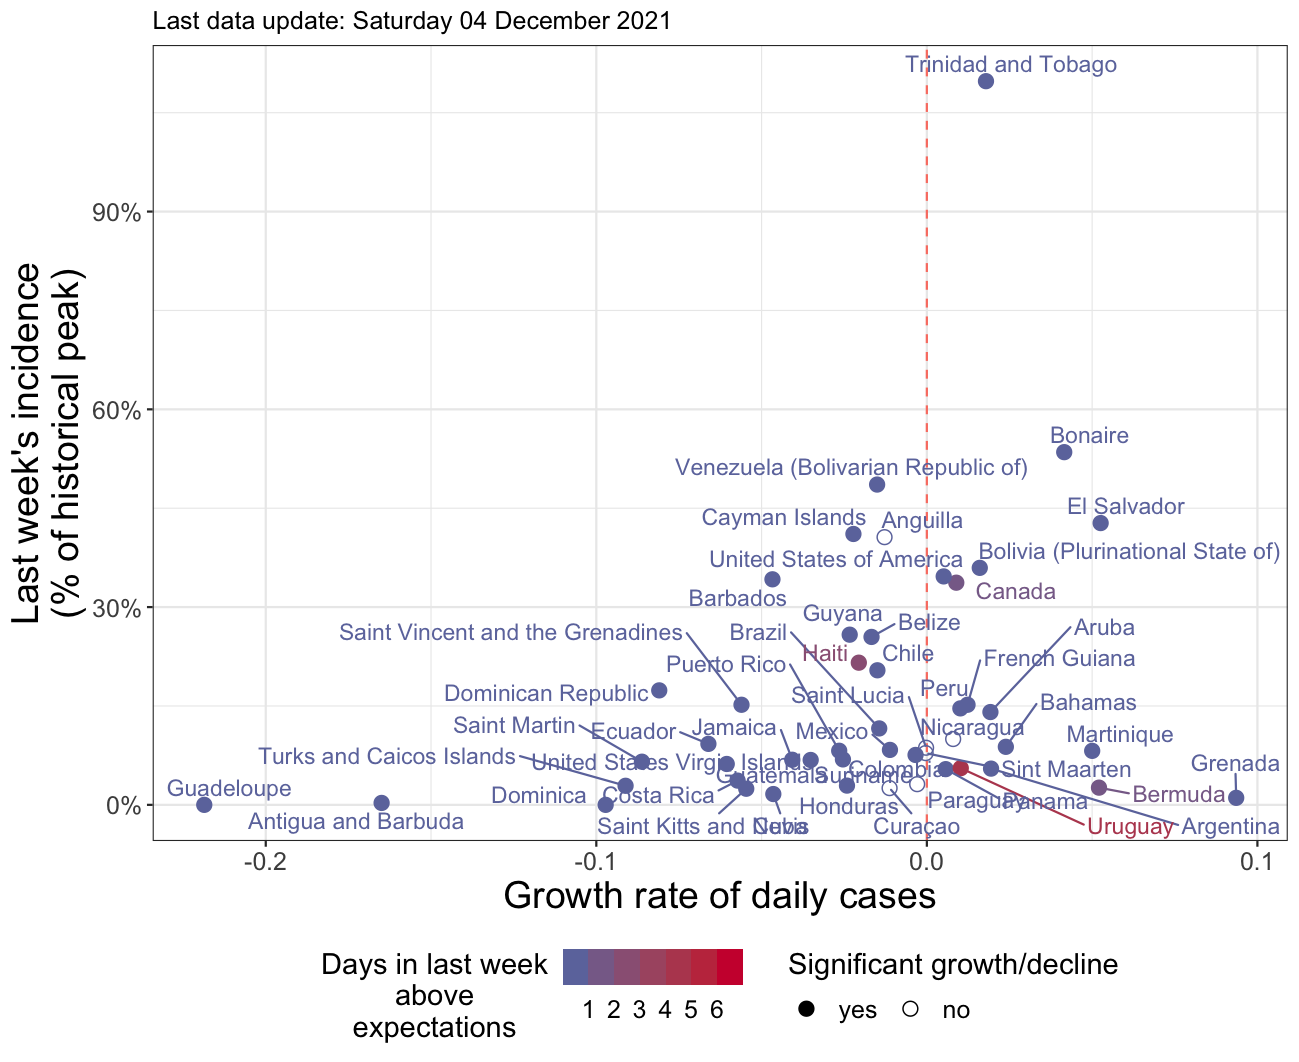 Last data update: Saturday 04 December 2021
Trinidad and Tobago
90%
60%
30%
0%
Last week's incidence
(% of historical peak)
Bonaire
Venezuela (Bolivarian Republic of)
El Salvador
Cayman Islands
Anguilla
Bolivia (Plurinational State of)
United States of America
Canada
Barbados
Guyana
Belize
Aruba
Saint Vincent and the Grenadines
Brazil
Haiti
Chile
French Guiana
Puerto Rico
Dominican Republic
Saint Lucia
Peru
Bahamas
Saint Martin
Ecuador
Jamaica
Mexico
Nicaragua
Martinique
Turks and Caicos Islands
United States Virgin Islands
Guatemala
Suriname
Colombia
Sint Maarten
Grenada
Guadeloupe
Dominica
Costa Rica
Honduras
Paraguay
Panama
Bermuda
Antigua and Barbuda
Saint Kitts and Nevis
Cuba
Curaçao
Uruguay
Argentina
-0.2
-0.1
0.0
0.1
Growth rate of daily cases
Days in last week
above
expectations
1 2 3 4 5 6
Significant growth/decline
yes
no